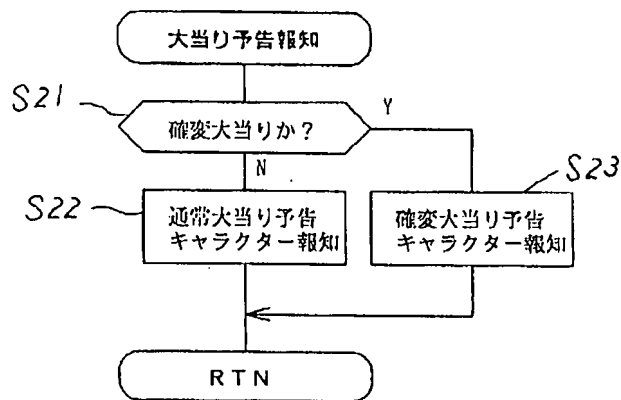 大当り予告報知
S21
確変大当りか？
Y
N
S22
通常大当り予告
キャラクター報知
S23
確変大当り予告
キャラクター報知
RTN